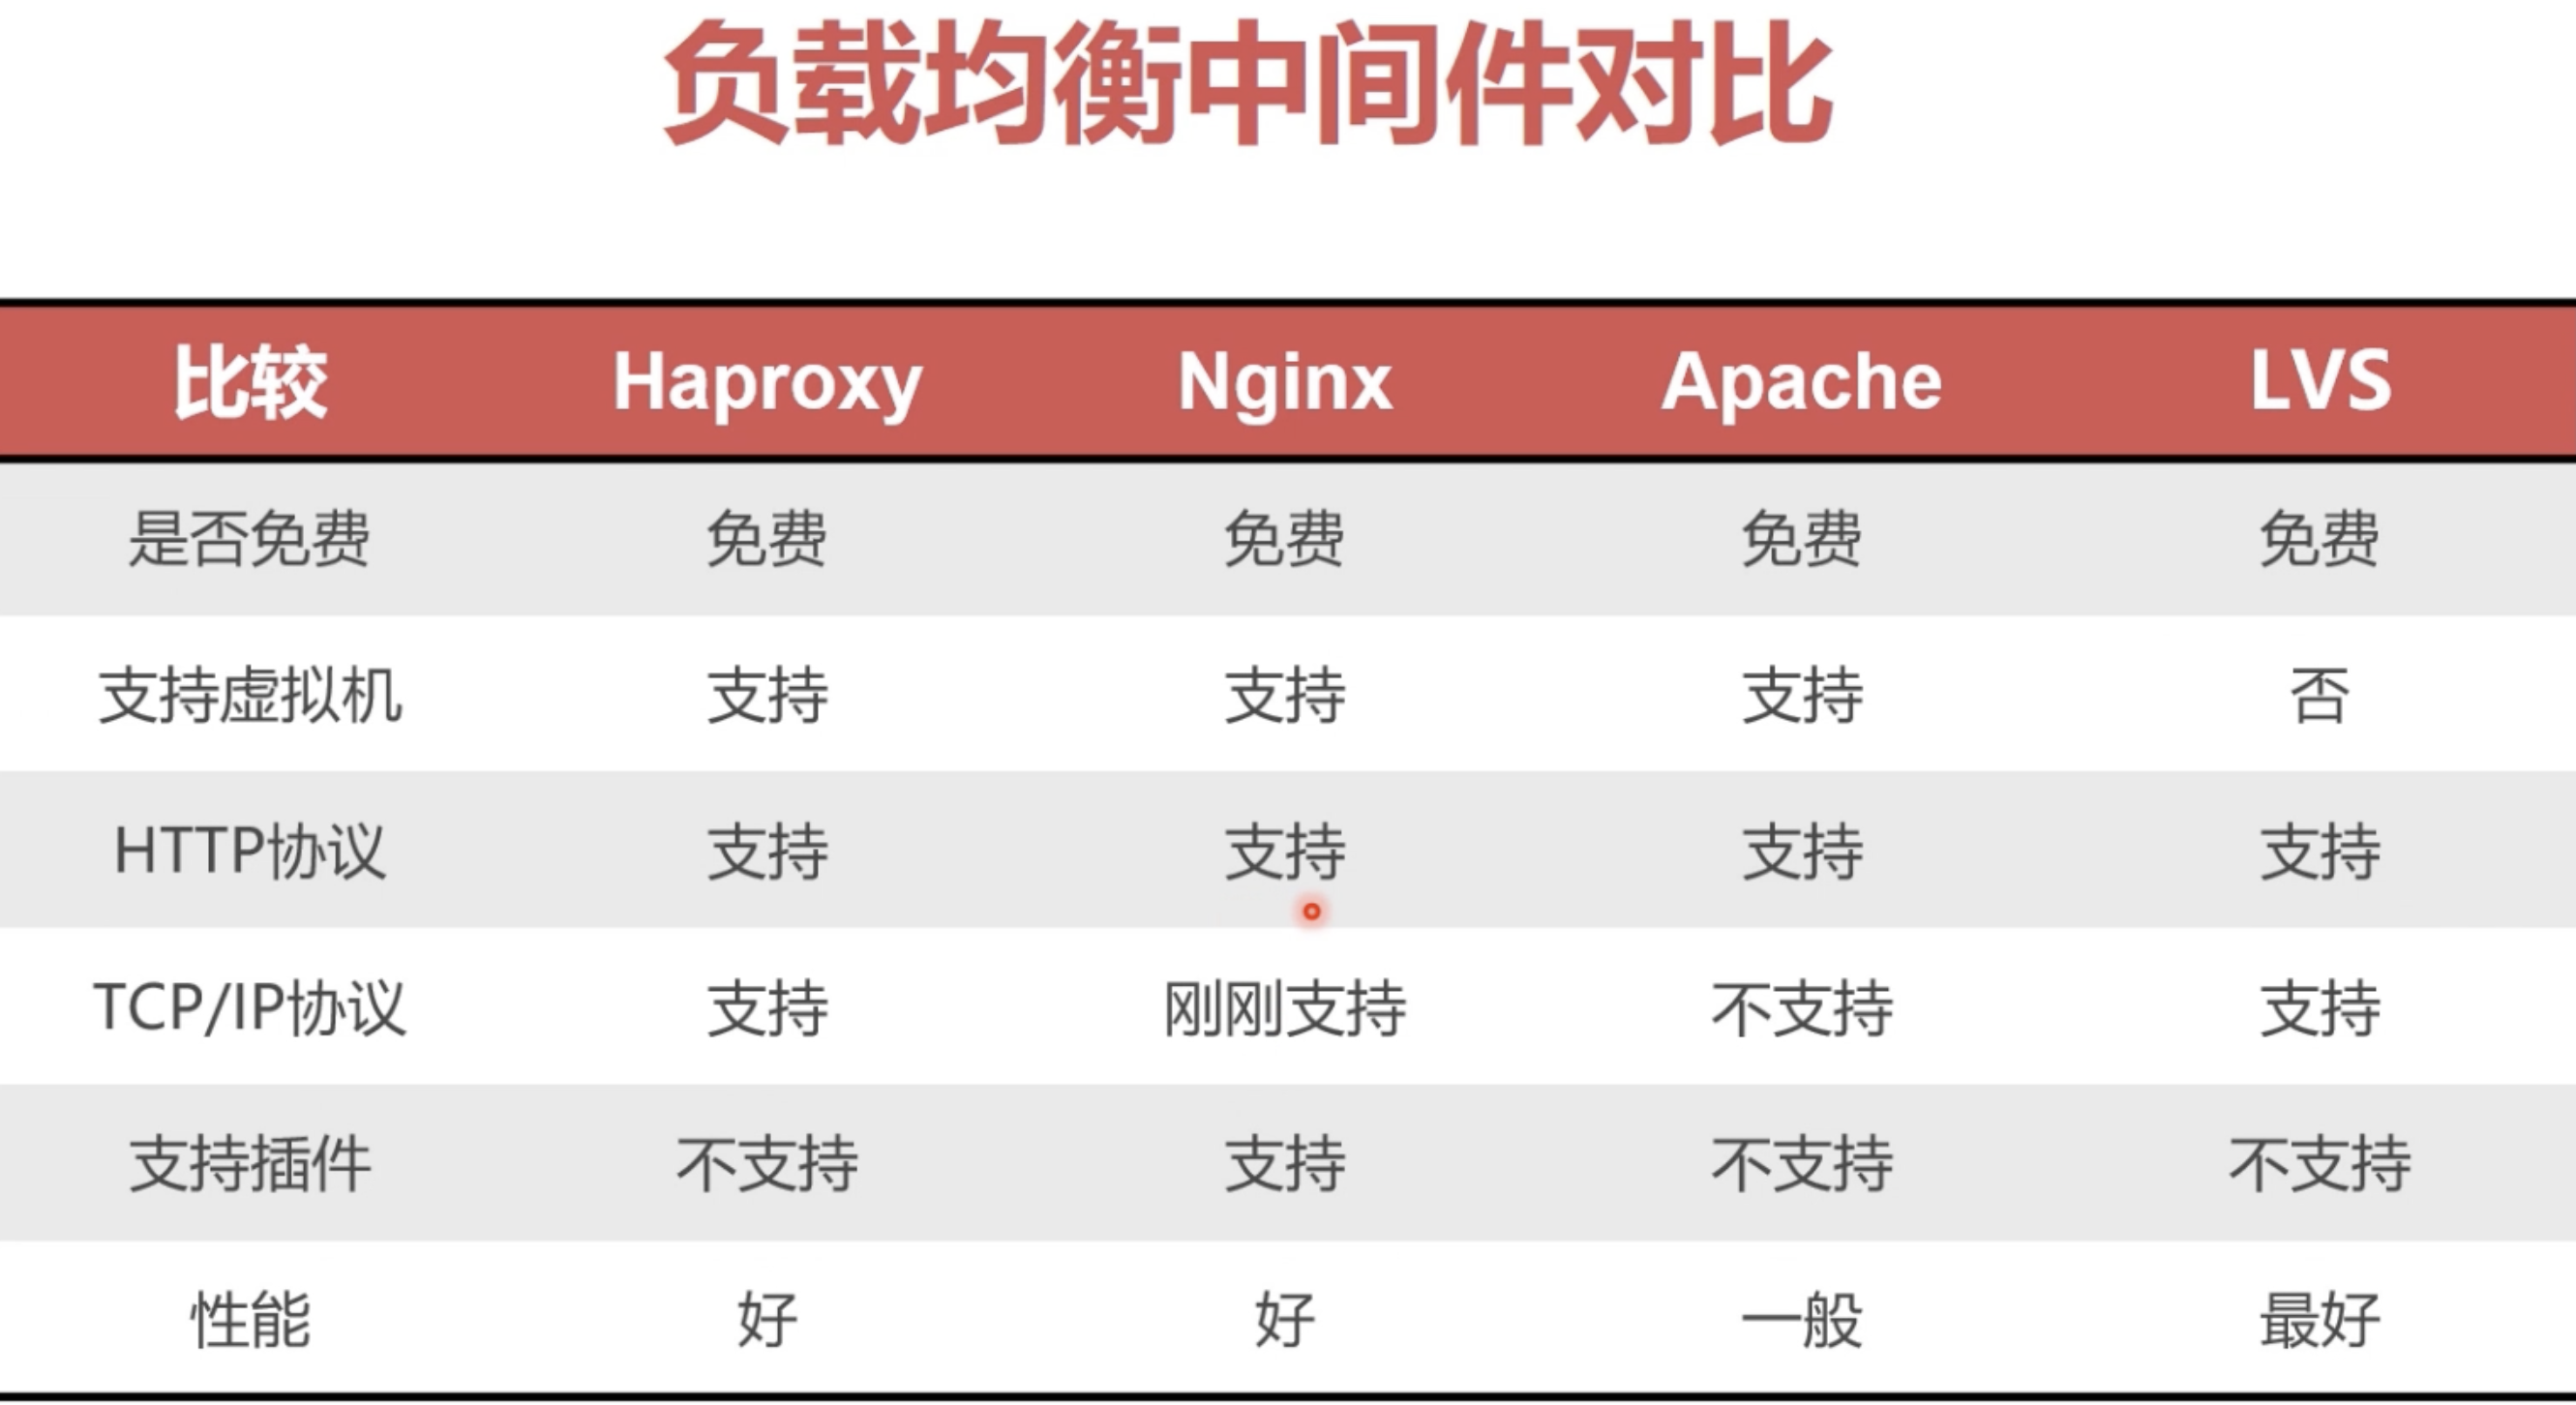 负载均衡中间件对比
比较 Haproxy Nginx Apache LVS
是否免费 免费 免费 免费 免费
支持虚拟机 支持 支持 支持 否
HTTP协议 支持 支持 支持 支持
TCP/IP协议 支持 刚刚支持 不支持 支持
支持插件 不支持 支持 不支持 不支持
性能 好 好 一般 最好